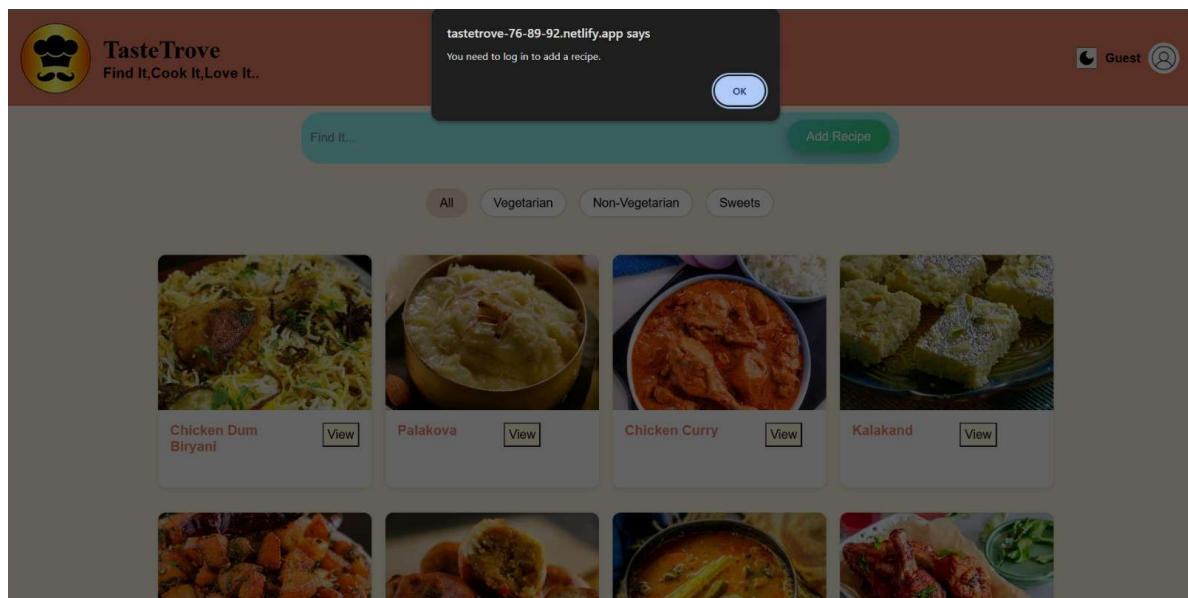 TasteTrove
Find It,Cook It,Love It..
tastetrove-76-89-92.netlify.app says
You need to log in to add a recipe.
OK
Guest
Find It...
Add Recipe
All
Vegetarian
Non-Vegetarian
Sweets
Chicken Dum
Biryani
View
Palakova
View
Chicken Curry
View
Kalakand
View